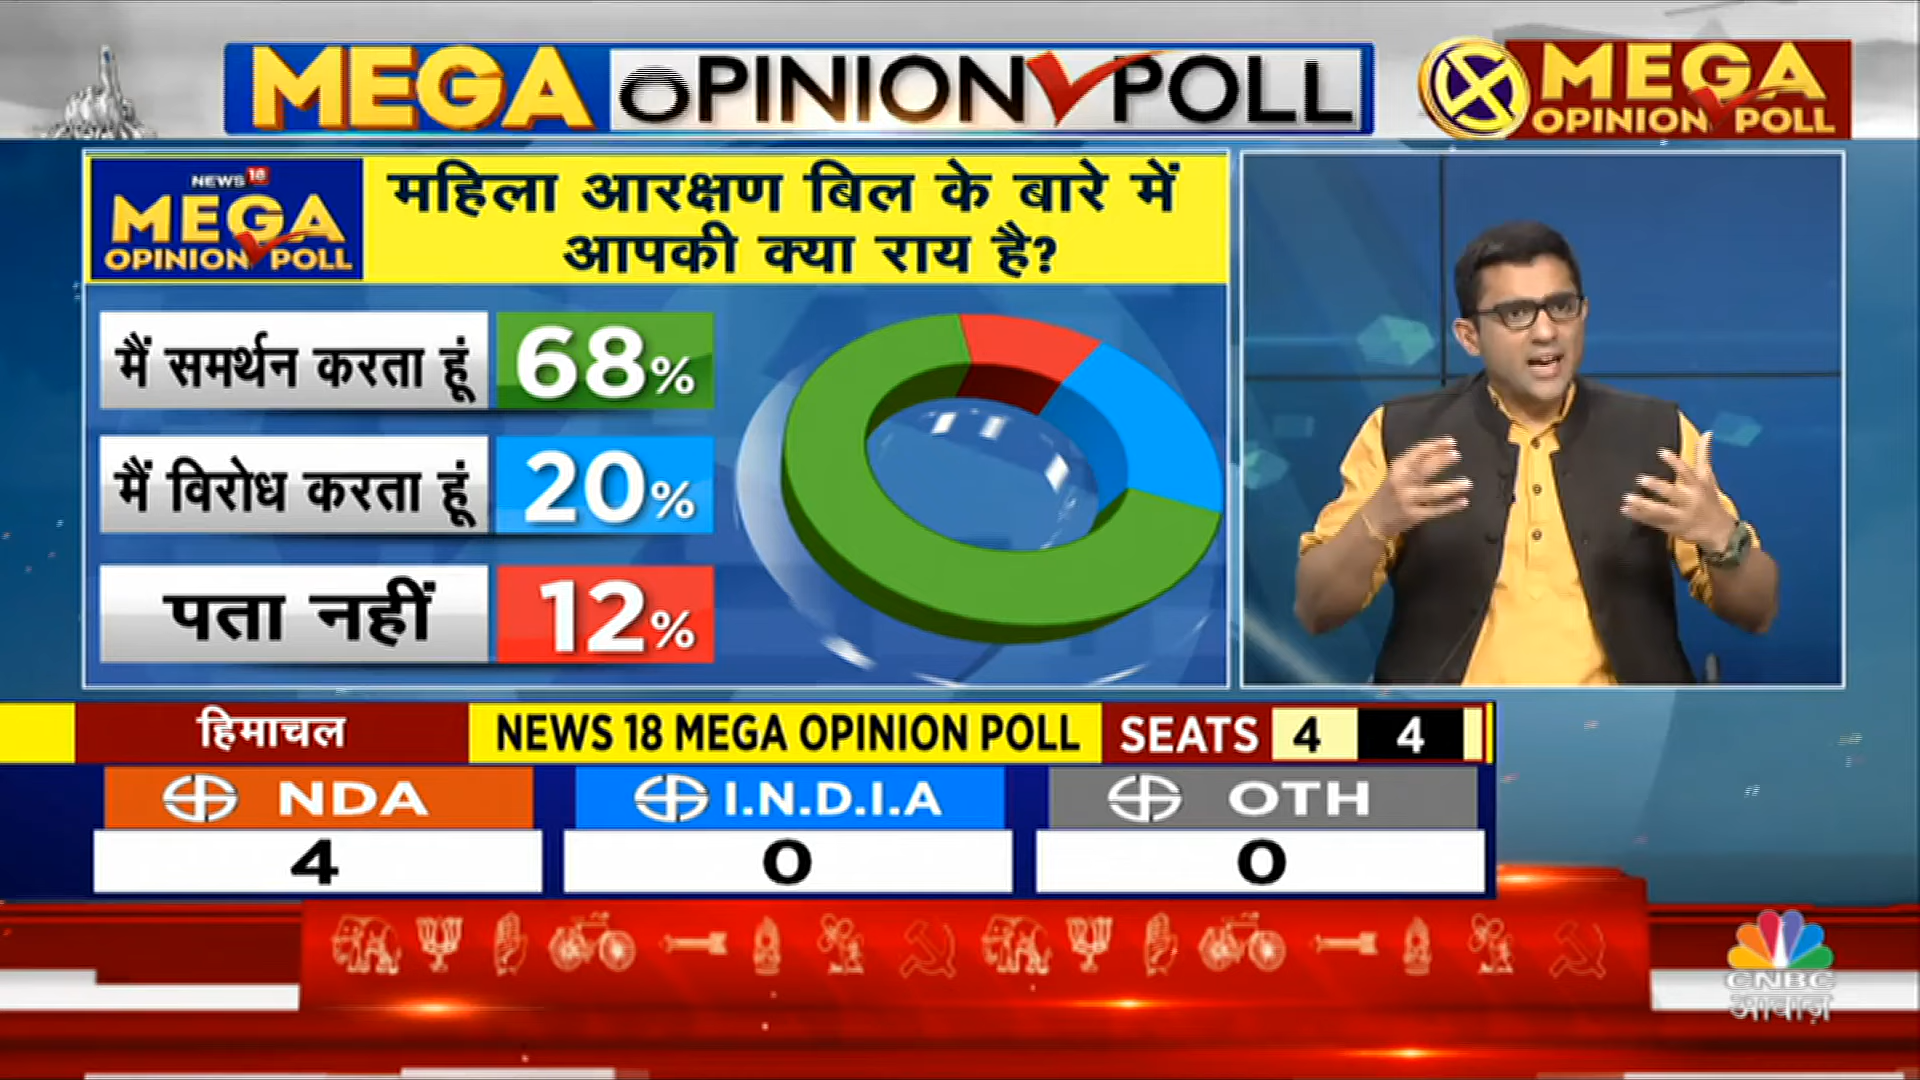 MEGA OPINION POLL
MEGA
OPINION POLL
NEWS 18
MEGA
OPINION POLL
महिला आरक्षण बिल के बारे में
आपकी क्या राय है?
मैं समर्थन करता हूं 68%
मैं विरोध करता हूं 20%
पता नहीं 12%
हिमाचल NEWS 18 MEGA OPINION POLL SEATS 4 4
NDA I.N.D.I.A OTH
4 0 0
CNBC
आवाज़